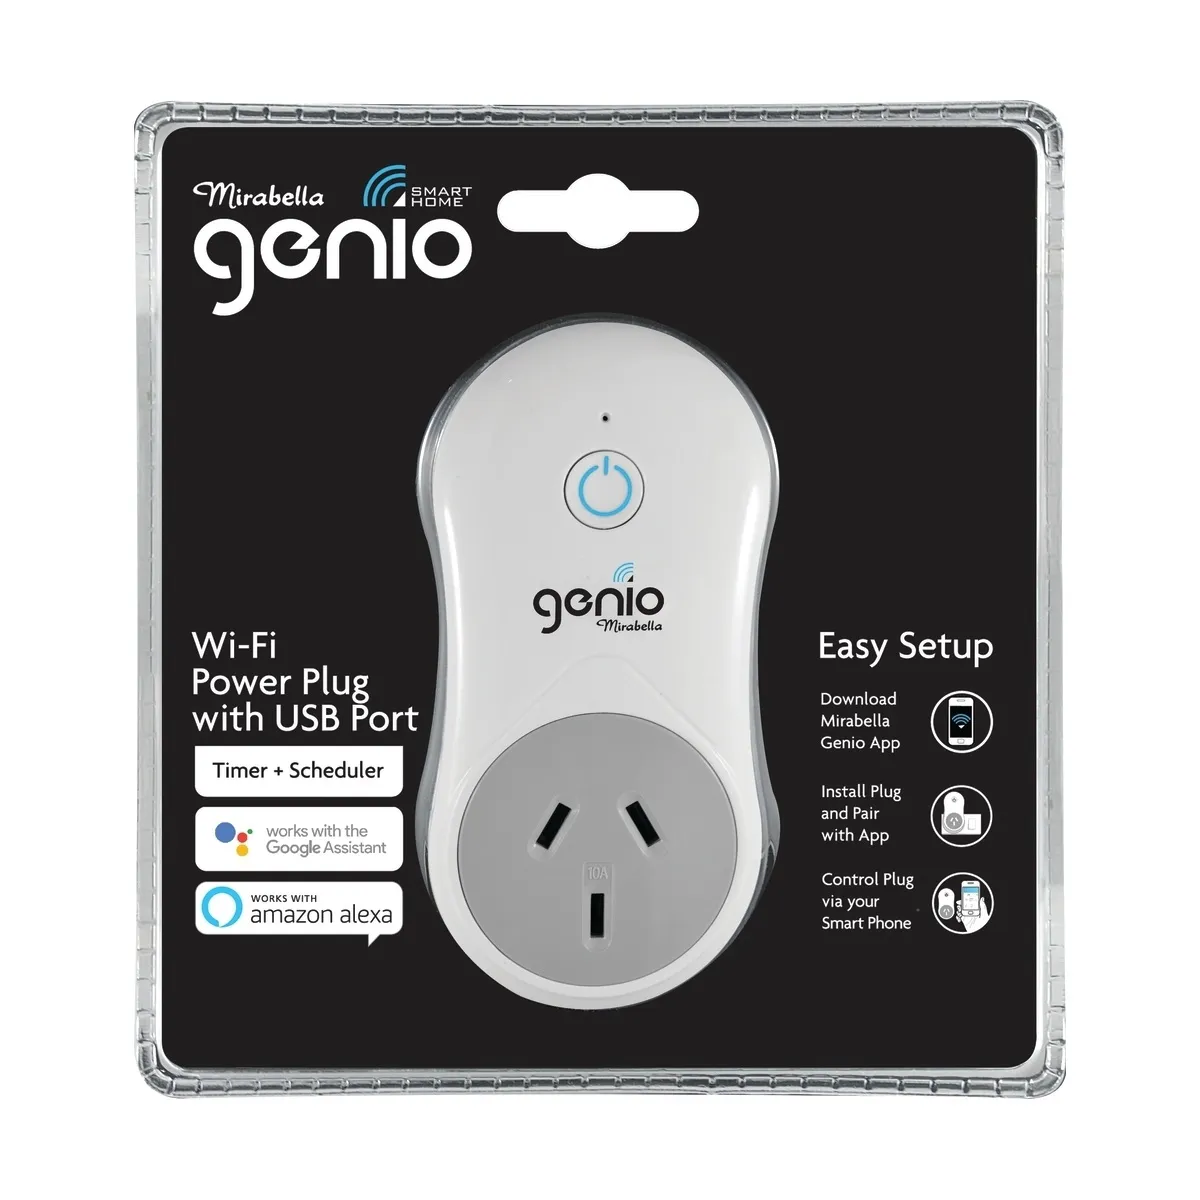 Mirabella
SMART
HOME
genio
genio
Mirabella
10A
Wi-Fi
Power Plug
with USB Port
Timer + Scheduler
works with the
Google Assistant
WORKS WITH
amazon alexa
Easy Setup
Download
Mirabella
Genio App
Install Plug
and Pair
with App
Control Plug
via your
Smart Phone